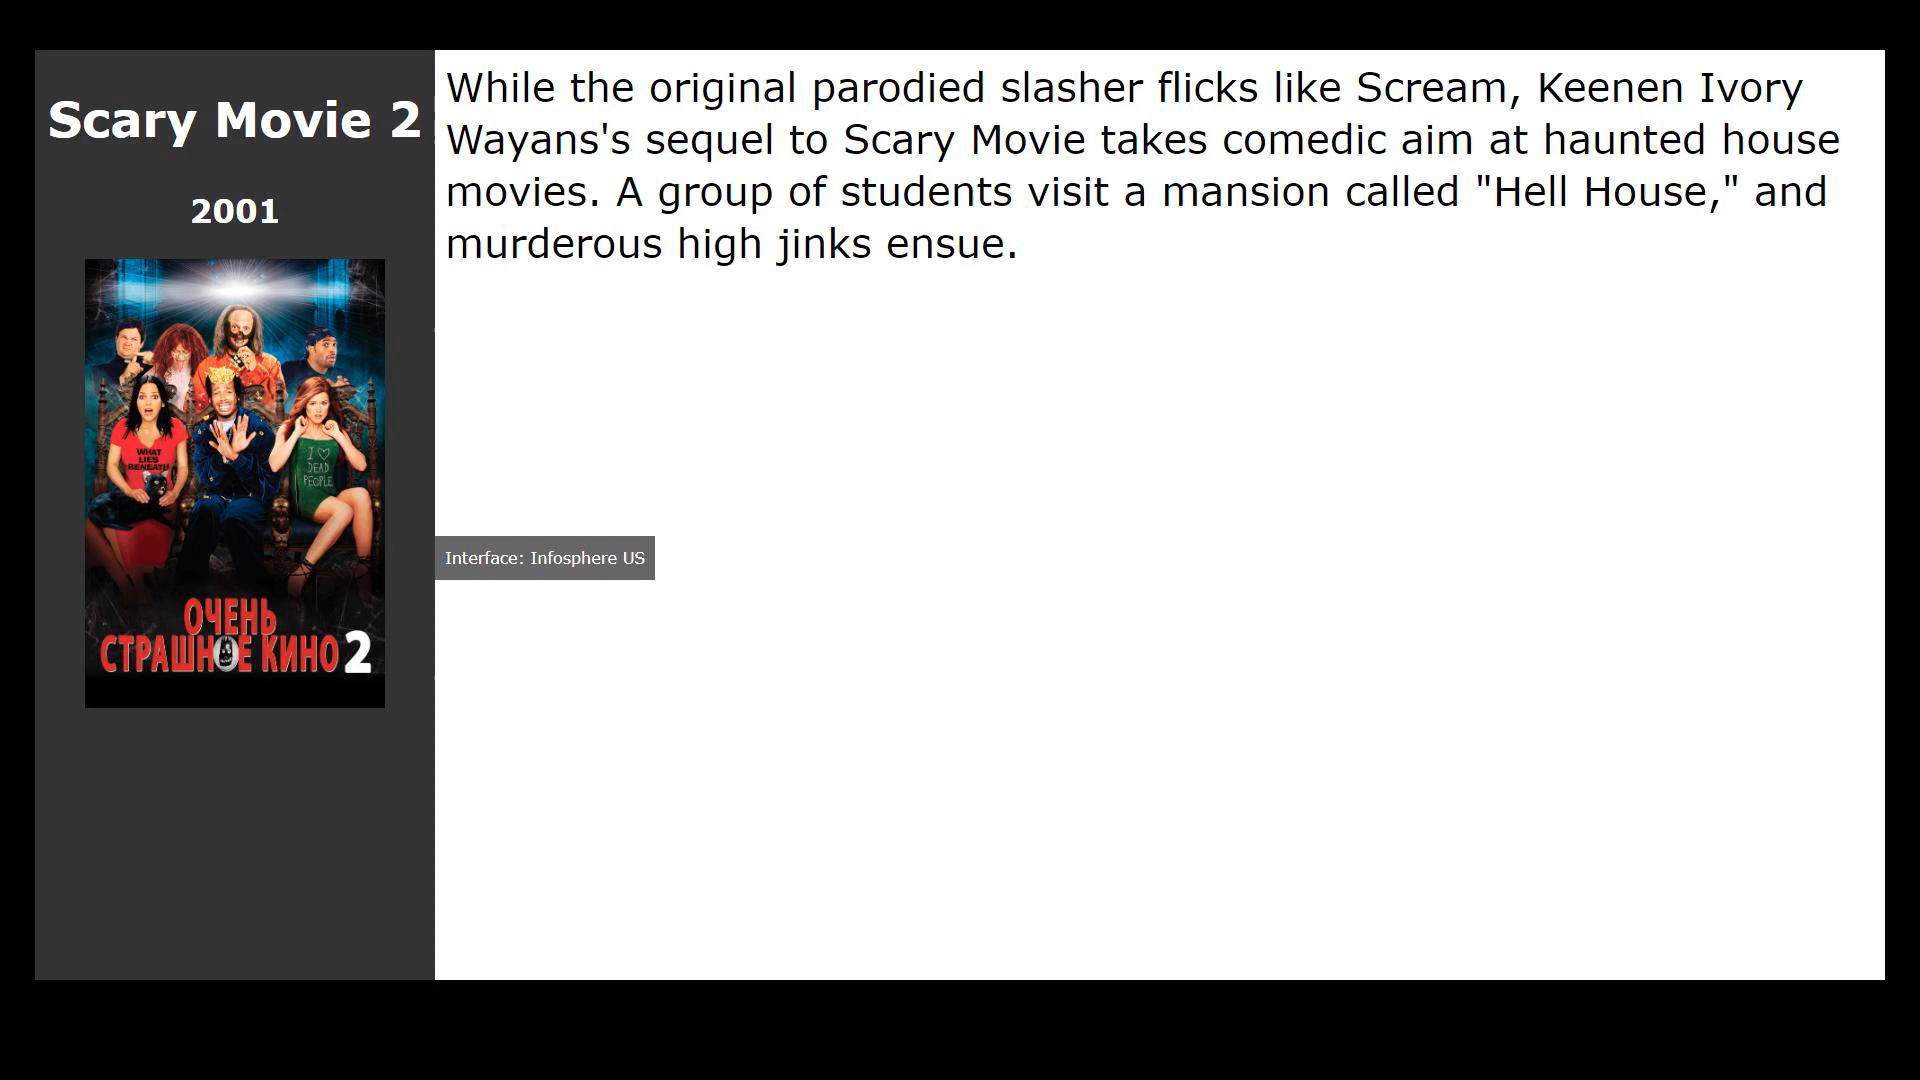 Scary Movie 2
2001
WHAT
LIES
BENEATH
I ♡
DEAD
PEOPLE
ОЧЕНЬ
СТРАШНОЕ КИНО 2
While the original parodied slasher flicks like Scream, Keenen Ivory
Wayans's sequel to Scary Movie takes comedic aim at haunted house
movies. A group of students visit a mansion called "Hell House," and
murderous high jinks ensue.
Interface: Infosphere US